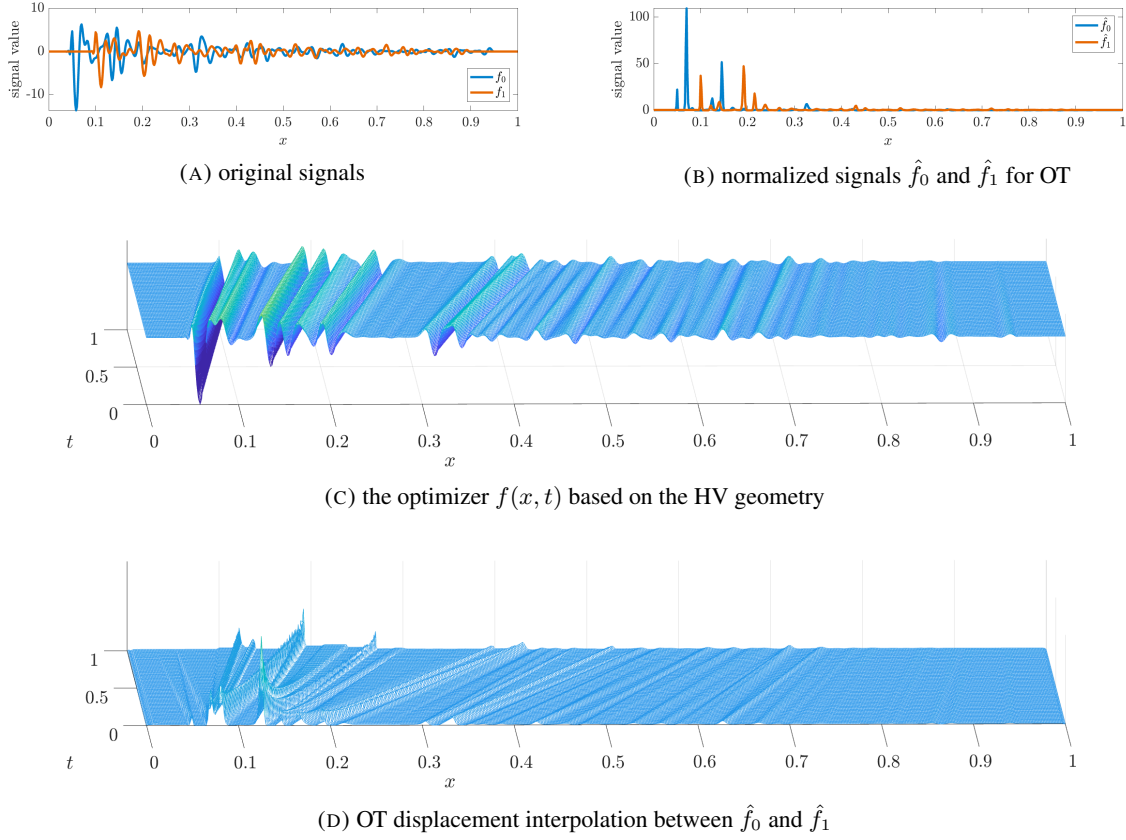 10
0
-10
signal value
f₀
f₁
0 0.1 0.2 0.3 0.4 0.5 0.6 0.7 0.8 0.9 1
x
(A) original signals
100
50
0
signal value
f̂₀
f̂₁
0 0.1 0.2 0.3 0.4 0.5 0.6 0.7 0.8 0.9 1
x
(B) normalized signals f̂₀ and f̂₁ for OT
1
0.5
0
t 0 0.1 0.2 0.3 0.4 0.5 0.6 0.7 0.8 0.9 1
x
(C) the optimizer f(x, t) based on the HV geometry
1
0.5
0
t 0 0.1 0.2 0.3 0.4 0.5 0.6 0.7 0.8 0.9 1
x
(D) OT displacement interpolation between f̂₀ and f̂₁